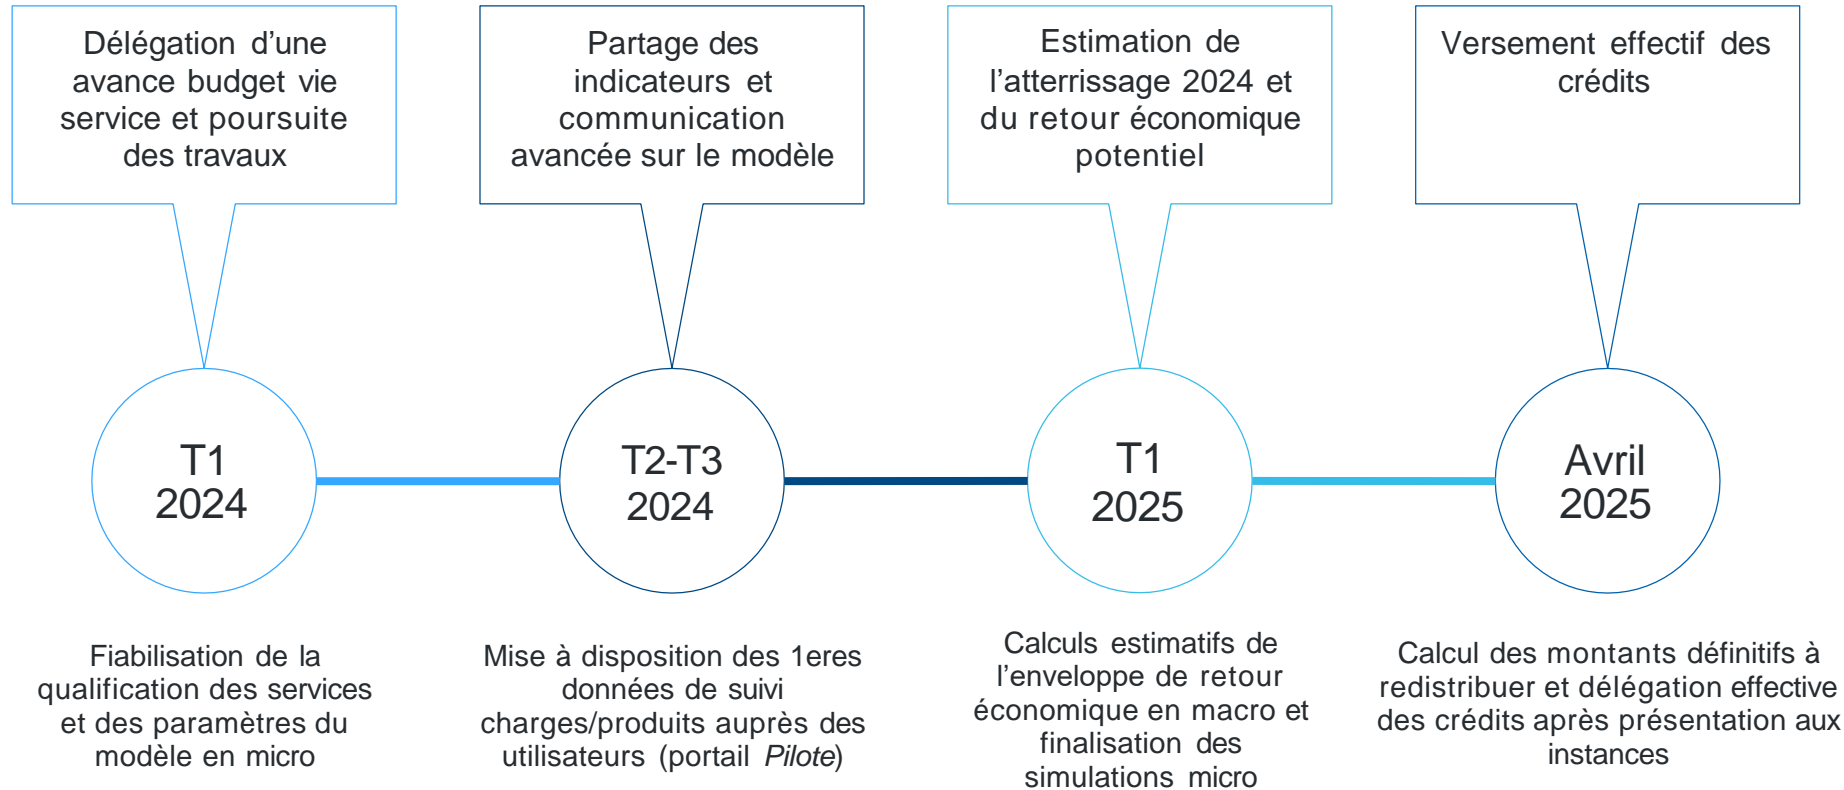 Délégation d’une
avance budget vie
service et poursuite
des travaux
Partage des
indicateurs et
communication
avancée sur le modèle
Estimation de
l’atterrissage 2024 et
du retour économique
potentiel
Versement effectif des
crédits
T1
2024
T2-T3
2024
T1
2025
Avril
2025
Fiabilisation de la
qualification des services
et des paramètres du
modèle en micro
Mise à disposition des 1eres
données de suivi
charges/produits auprès des
utilisateurs (portail Pilote)
Calculs estimatifs de
l’enveloppe de retour
économique en macro et
finalisation des
simulations micro
Calcul des montants définitifs à
redistribuer et délégation effective
des crédits après présentation aux
instances